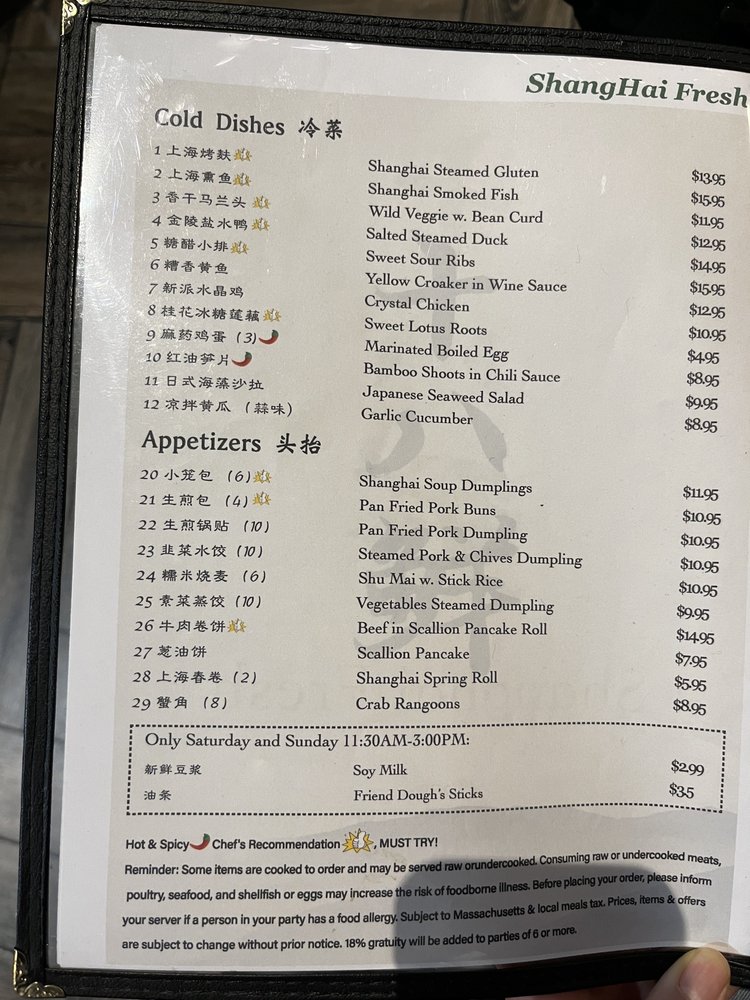 ShangHai Fresh
Cold Dishes 冷菜
1 上海烤麸 Shanghai Steamed Gluten $13.95
2 上海熏鱼 Shanghai Smoked Fish $15.95
3 香干马兰头 Wild Veggie w. Bean Curd $11.95
4 金陵盐水鸭 Salted Steamed Duck $12.95
5 糖醋小排 Sweet Sour Ribs $14.95
6 糟香黄鱼 Yellow Croaker in Wine Sauce $15.95
7 新派水晶鸡 Crystal Chicken $12.95
8 桂花冰糖莲藕 Sweet Lotus Roots $10.95
9 麻药鸡蛋 (3) Marinated Boiled Egg $4.95
10 红油笋片 Bamboo Shoots in Chili Sauce $8.95
11 日式海藻沙拉 Japanese Seaweed Salad $9.95
12 凉拌黄瓜 (蒜味) Garlic Cucumber $8.95
Appetizers 头抬
20 小笼包 (6) Shanghai Soup Dumplings $11.95
21 生煎包 (4) Pan Fried Pork Buns $10.95
22 生煎锅贴 (10) Pan Fried Pork Dumpling $10.95
23 韭菜水饺 (10) Steamed Pork & Chives Dumpling $10.95
24 糯米烧麦 (6) Shu Mai w. Stick Rice $10.95
25 素菜蒸饺 (10) Vegetables Steamed Dumpling $9.95
26 牛肉卷饼 Beef in Scallion Pancake Roll $14.95
27 葱油饼 Scallion Pancake $7.95
28 上海春卷 (2) Shanghai Spring Roll $5.95
29 蟹角 (8) Crab Rangoons $8.95
Only Saturday and Sunday 11:30AM-3:00PM:
新鲜豆浆 Soy Milk $2.99
油条 Friend Dough's Sticks $3.5
Hot & Spicy Chef's Recommendation , MUST TRY!
Reminder: Some items are cooked to order and may be served raw orundercooked. Consuming raw or undercooked meats,
poultry, seafood, and shellfish or eggs may increase the risk of foodborne illness. Before placing your order, please inform
your server if a person in your party has a food allergy. Subject to Massachusetts & local meals tax. Prices, items & offers
are subject to change without prior notice. 18% gratuity will be added to parties of 6 or more.